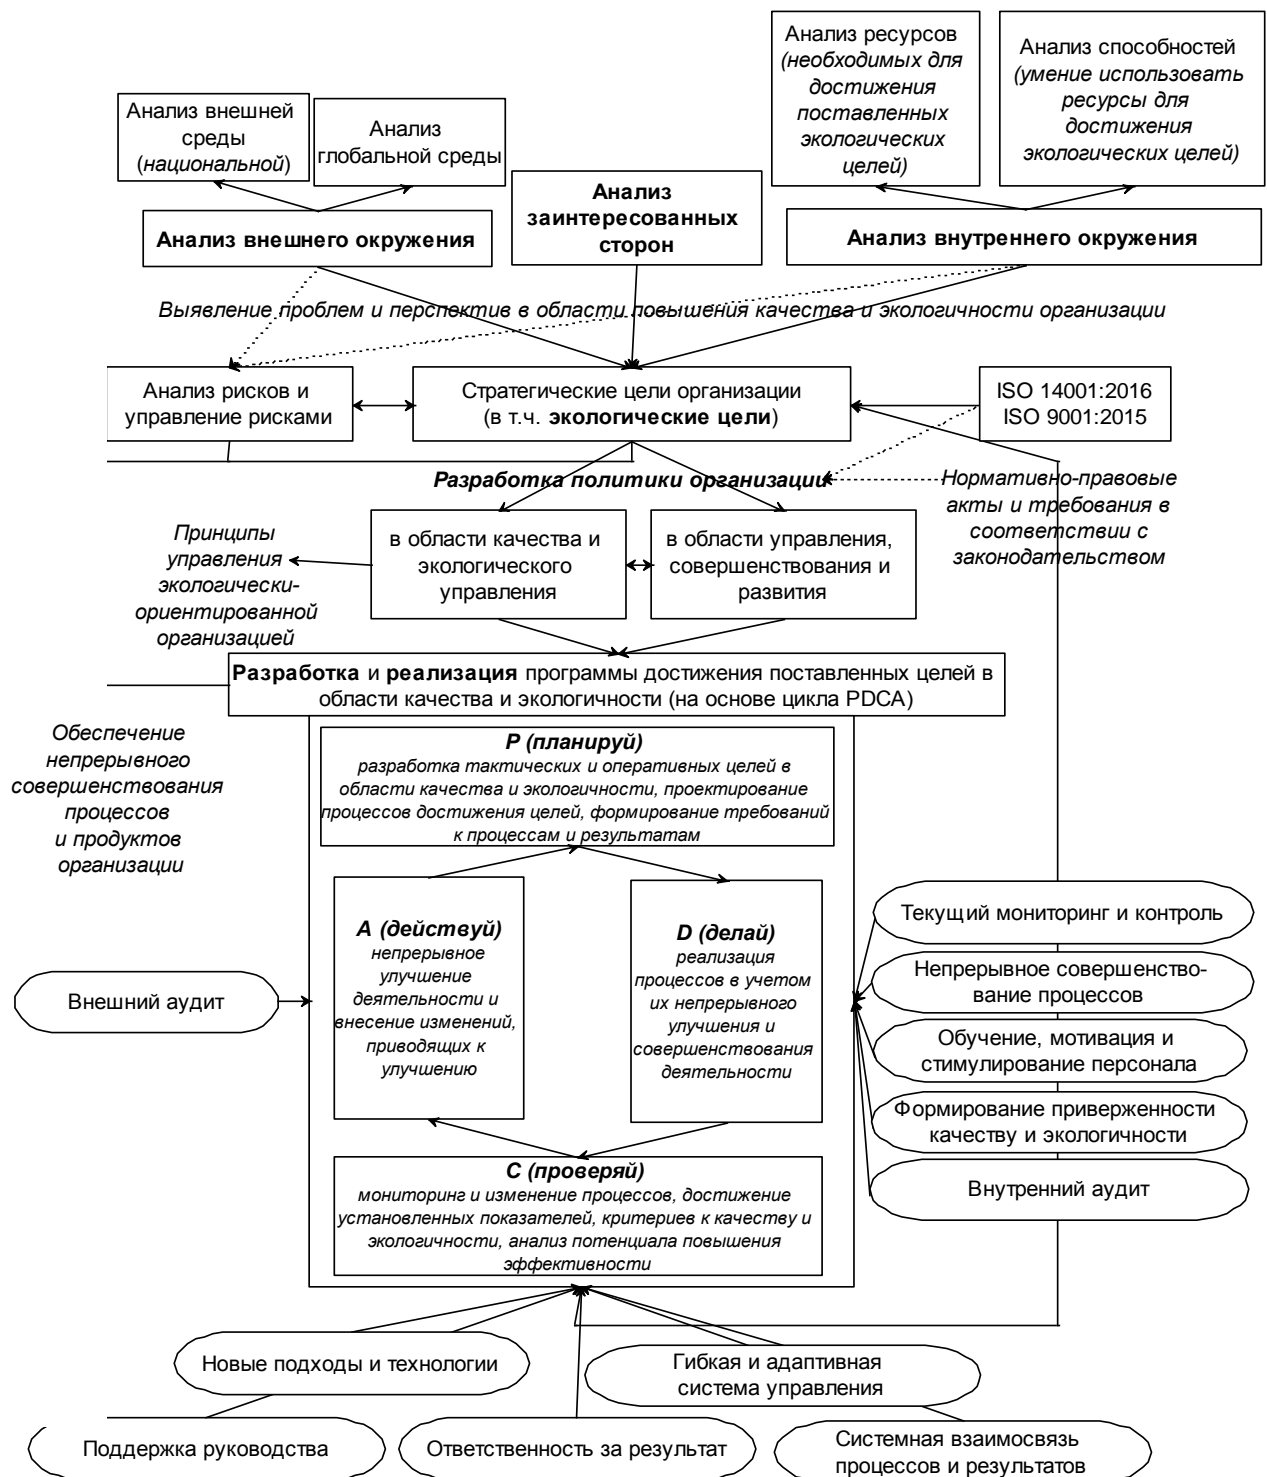 Анализ ресурсов
(необходимых для
достижения
поставленных
экологических
целей)
Анализ способностей
(умение использовать
ресурсы для
достижения
экологических целей)
Анализ внешней
среды
(национальной)
Анализ
глобальной среды
Анализ
заинтересованных
сторон
Анализ внешнего окружения
Анализ внутреннего окружения
Выявление проблем и перспектив в области повышения качества и экологичности организации
Анализ рисков и
управление рисками
Стратегические цели организации
(в т.ч. экологические цели)
ISO 14001:2016
ISO 9001:2015
Разработка политики организации
Нормативно-правовые
акты и требования в
соответствии с
законодательством
Принципы
управления
экологически-
ориентированной
организацией
в области качества и
экологического
управления
в области управления,
совершенствования и
развития
Разработка и реализация программы достижения поставленных целей в
области качества и экологичности (на основе цикла PDCA)
Обеспечение
непрерывного
совершенствования
процессов
и продуктов
организации
P (планируй)
разработка тактических и оперативных целей в
области качества и экологичности, проектирование
процессов достижения целей, формирование требований
к процессам и результатам
A (действуй)
непрерывное
улучшение
деятельности и
внесение изменений,
приводящих к
улучшению
D (делай)
реализация
процессов в учетом
их непрерывного
улучшения и
совершенствования
деятельности
C (проверяй)
мониторинг и изменение процессов, достижение
установленных показателей, критериев к качеству и
экологичности, анализ потенциала повышения
эффективности
Внешний аудит
Текущий мониторинг и контроль
Непрерывное совершенство-
вание процессов
Обучение, мотивация и
стимулирование персонала
Формирование приверженности
качеству и экологичности
Внутренний аудит
Новые подходы и технологии
Гибкая и адаптивная
система управления
Поддержка руководства
Ответственность за результат
Системная взаимосвязь
процессов и результатов